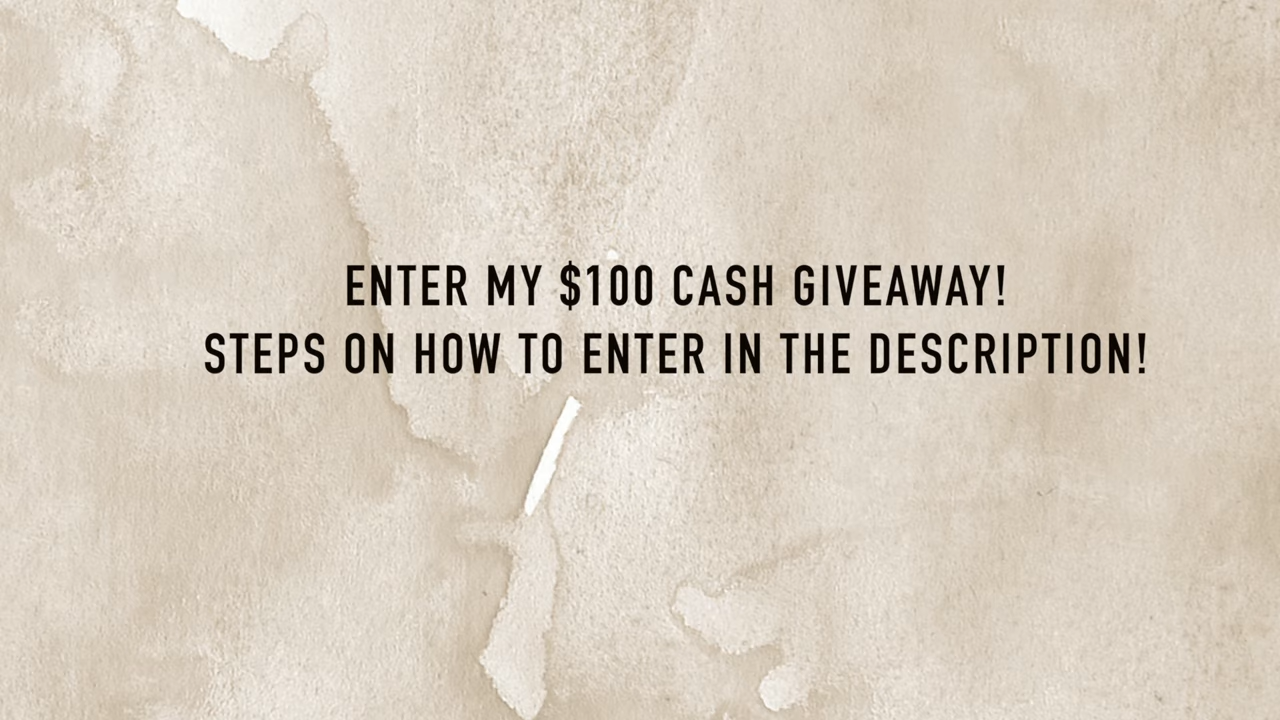 ENTER MY $100 CASH GIVEAWAY!
STEPS ON HOW TO ENTER IN THE DESCRIPTION!